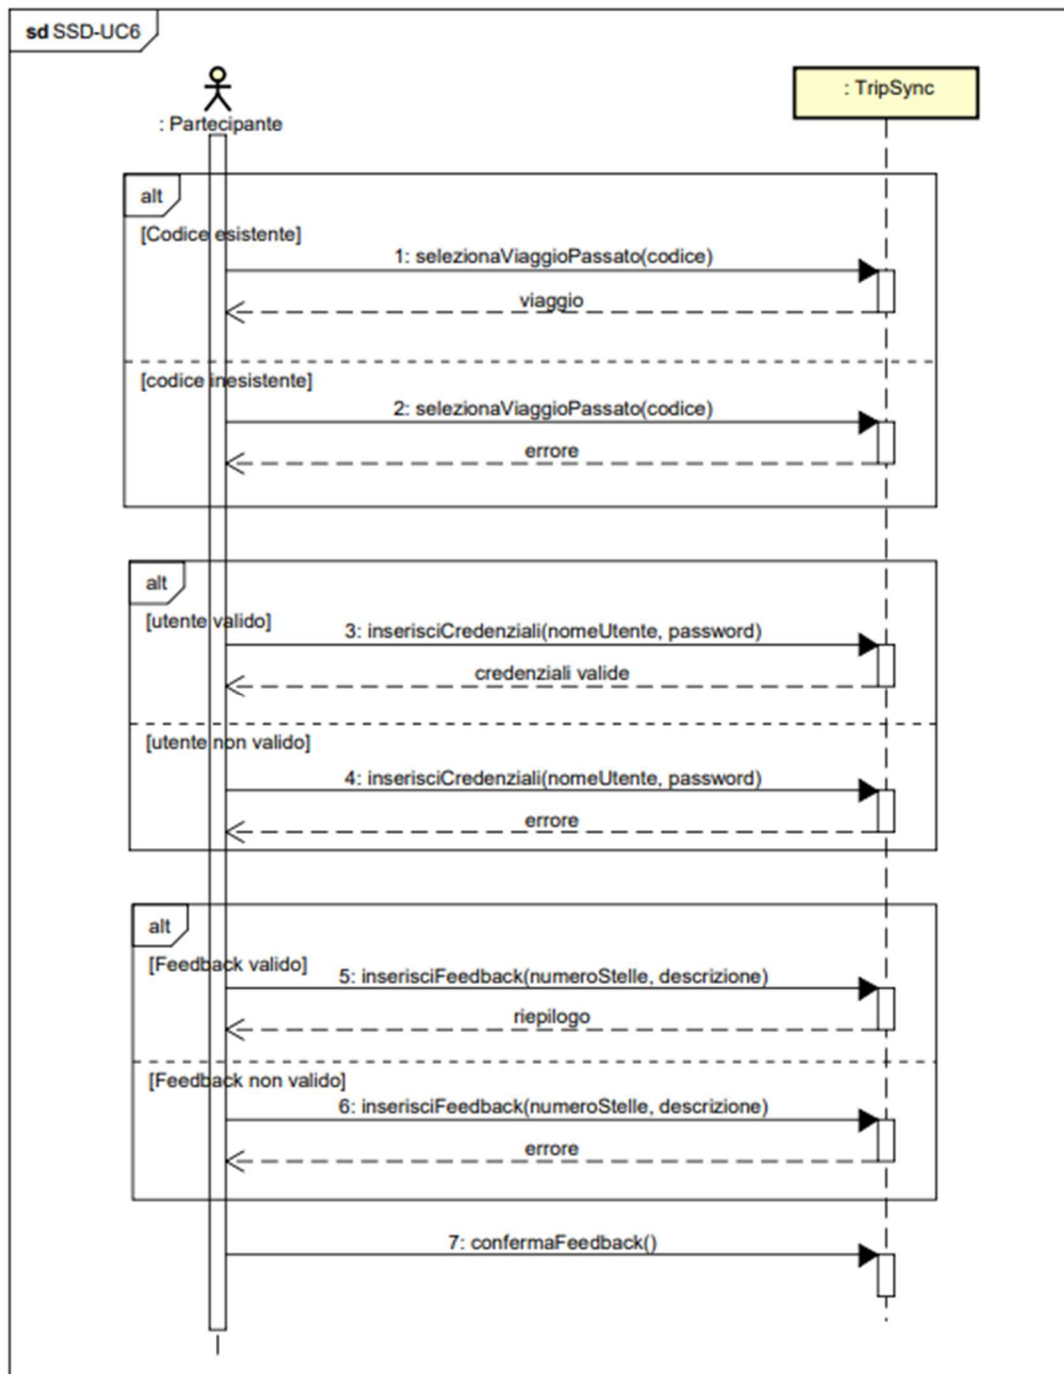 sd SSD-UC6
: Partecipante
: TripSync
alt
[Codice esistente]
1: selezionaViaggioPassato(codice)
viaggio
[codice inesistente]
2: selezionaViaggioPassato(codice)
errore
alt
[utente valido]
3: inserisciCredenziali(nomeUtente, password)
credenziali valide
[utente non valido]
4: inserisciCredenziali(nomeUtente, password)
errore
alt
[Feedback valido]
5: inserisciFeedback(numeroStelle, descrizione)
riepilogo
[Feedback non valido]
6: inserisciFeedback(numeroStelle, descrizione)
errore
7: confermaFeedback()